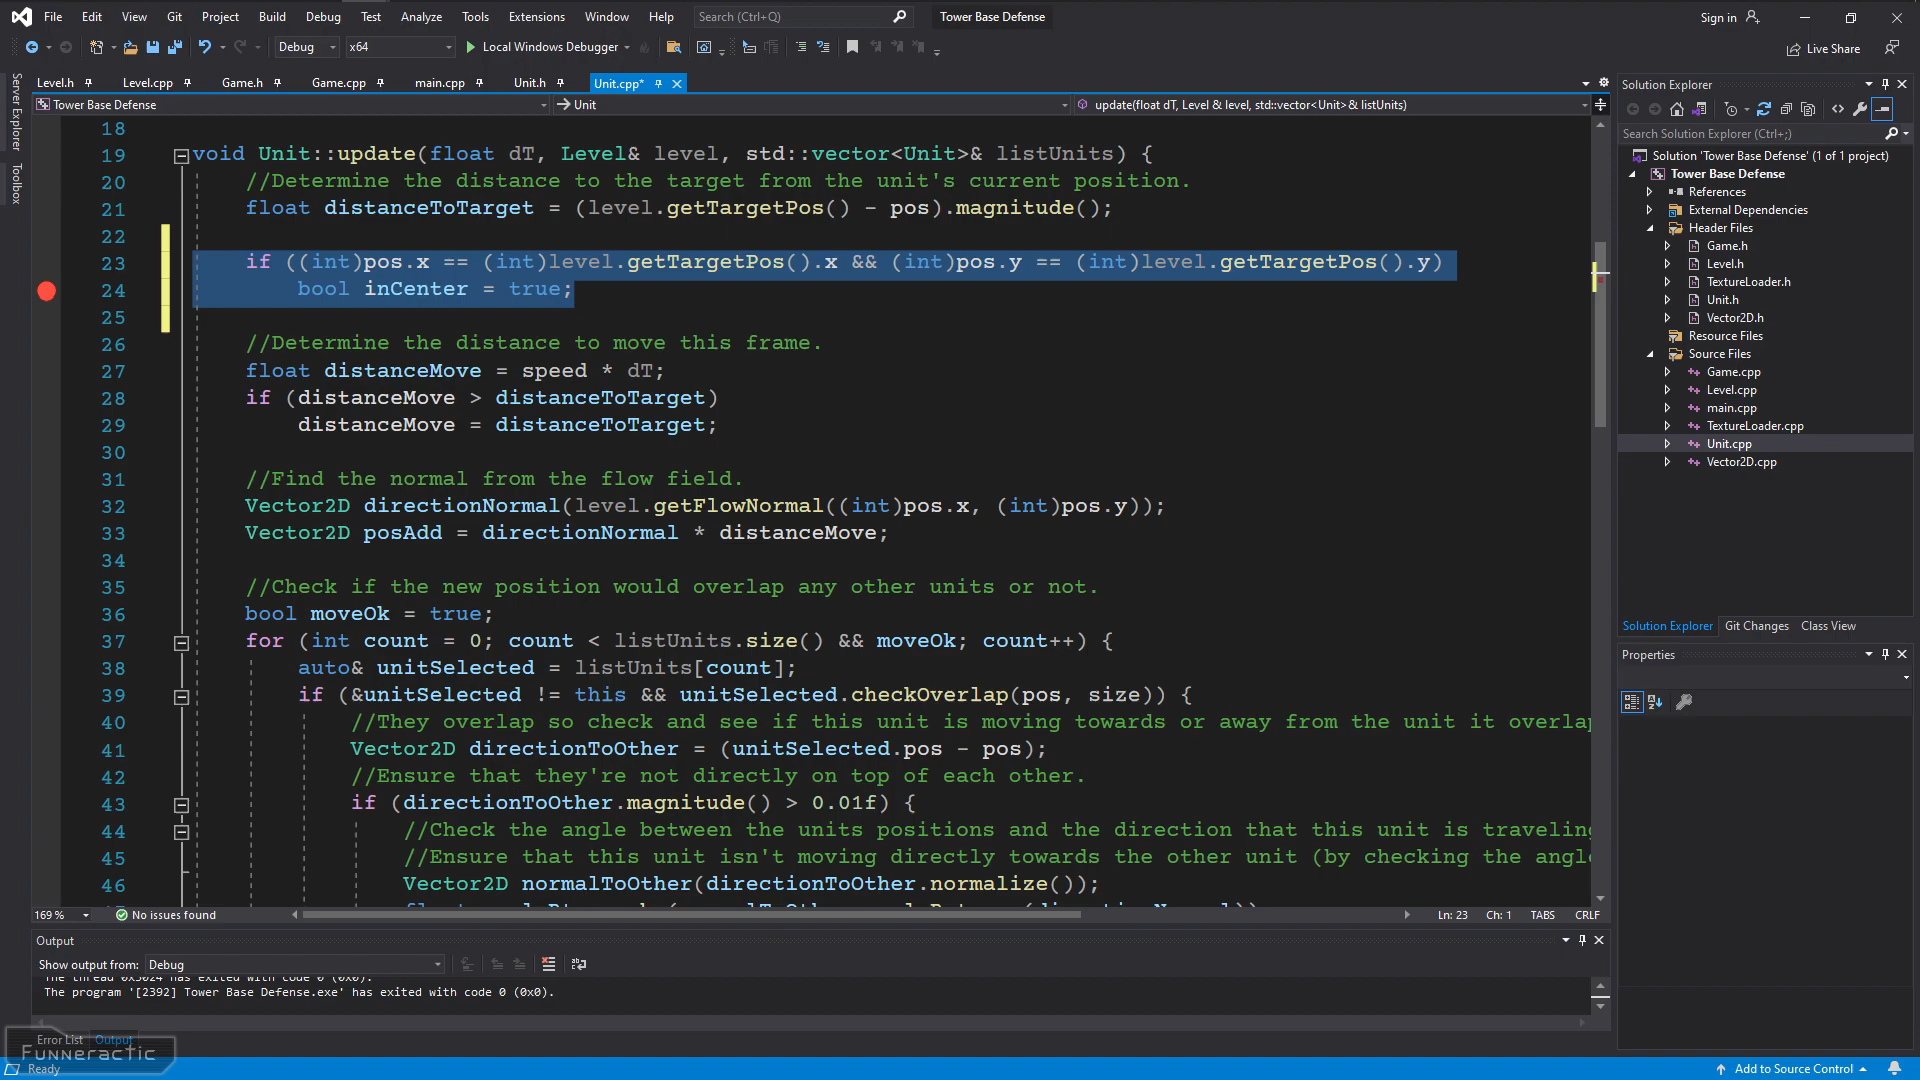 File Edit View Git Project Build Debug Test Analyze Tools Extensions Window Help Search (Ctrl+Q) Tower Base Defense Sign in
Debug x64 Local Windows Debugger Live Share
Server Explorer
Toolbox
Level.h Level.cpp Game.h Game.cpp main.cpp Unit.h Unit.cpp*
Tower Base Defense Unit update(float dT, Level & level, std::vector<Unit> & listUnits)
18
19 void Unit::update(float dT, Level& level, std::vector<Unit>& listUnits) {
20 //Determine the distance to the target from the unit's current position.
21 float distanceToTarget = (level.getTargetPos() - pos).magnitude();
22
23 if ((int)pos.x == (int)level.getTargetPos().x && (int)pos.y == (int)level.getTargetPos().y)
24 bool inCenter = true;
25
26 //Determine the distance to move this frame.
27 float distanceMove = speed * dT;
28 if (distanceMove > distanceToTarget)
29 distanceMove = distanceToTarget;
30
31 //Find the normal from the flow field.
32 Vector2D directionNormal(level.getFlowNormal((int)pos.x, (int)pos.y));
33 Vector2D posAdd = directionNormal * distanceMove;
34
35 //Check if the new position would overlap any other units or not.
36 bool moveOk = true;
37 for (int count = 0; count < listUnits.size() && moveOk; count++) {
38 auto& unitSelected = listUnits[count];
39 if (&unitSelected != this && unitSelected.checkOverlap(pos, size)) {
40 //They overlap so check and see if this unit is moving towards or away from the unit it overlap
41 Vector2D directionToOther = (unitSelected.pos - pos);
42 //Ensure that they're not directly on top of each other.
43 if (directionToOther.magnitude() > 0.01f) {
44 //Check the angle between the units positions and the direction that this unit is traveling
45 //Ensure that this unit isn't moving directly towards the other unit (by checking the angle
46 Vector2D normalToOther(directionToOther.normalize());
169 % No issues found Ln: 23 Ch: 1 TABS CRLF
Output
Show output from: Debug
The thread 0x3024 has exited with code 0 (0x0).
The program '[2392] Tower Base Defense.exe' has exited with code 0 (0x0).
Error List Output
Funneractic
Ready Add to Source Control
Solution Explorer
Search Solution Explorer (Ctrl+;)
Solution 'Tower Base Defense' (1 of 1 project)
Tower Base Defense
References
External Dependencies
Header Files
Game.h
Level.h
TextureLoader.h
Unit.h
Vector2D.h
Resource Files
Source Files
Game.cpp
Level.cpp
main.cpp
TextureLoader.cpp
Unit.cpp
Vector2D.cpp
Solution Explorer Git Changes Class View
Properties